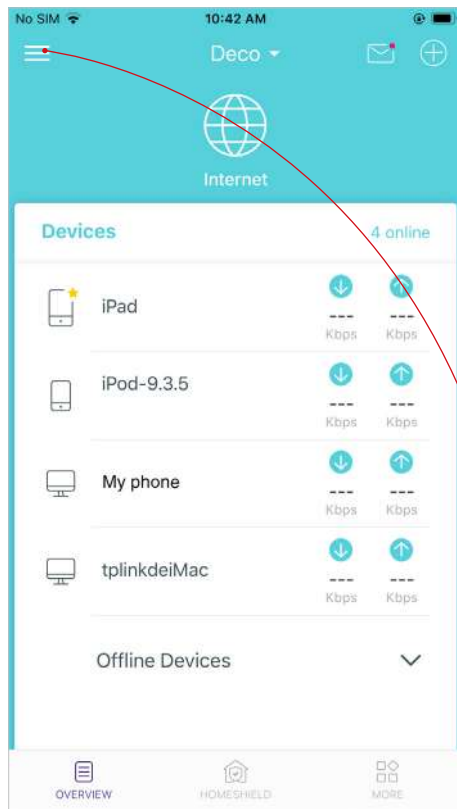 No SIM 10:42 AM
Deco
Internet
Devices 4 online
iPad
--- ---
Kbps Kbps
iPod-9.3.5
--- ---
Kbps Kbps
My phone
--- ---
Kbps Kbps
tplinkdeiMac
--- ---
Kbps Kbps
Offline Devices
OVERVIEW HOMESHIELD MORE